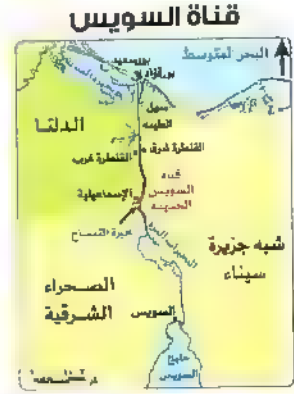 قناة السويس
البحر المتوسط
بورسعيد
بورفؤاد
سهل
الطينة
الدلتا
القنطرة شرق
القنطرة غرب
قناة
السويس
الإسماعيلية
بحيرة التمساح
شبه جزيرة
سيناء
الصحراء
الشرقية
السويس
خليج
السويس